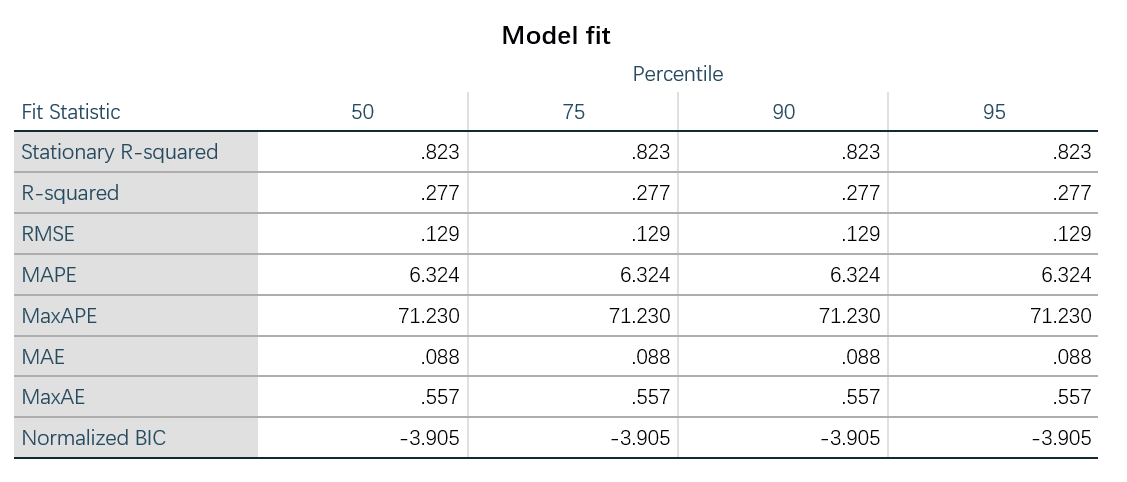 Model fit
Percentile
Fit Statistic 50 75 90 95
Stationary R-squared .823 .823 .823 .823
R-squared .277 .277 .277 .277
RMSE .129 .129 .129 .129
MAPE 6.324 6.324 6.324 6.324
MaxAPE 71.230 71.230 71.230 71.230
MAE .088 .088 .088 .088
MaxAE .557 .557 .557 .557
Normalized BIC -3.905 -3.905 -3.905 -3.905